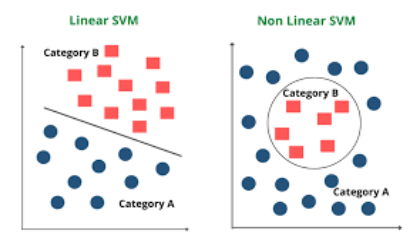 Linear SVM
Non Linear SVM
Category B
Category A
Category B
Category A